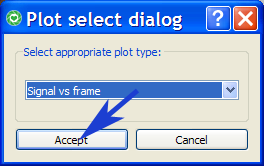 Plot select dialog
Select appropriate plot type:
Signal vs frame
Accept
Cancel